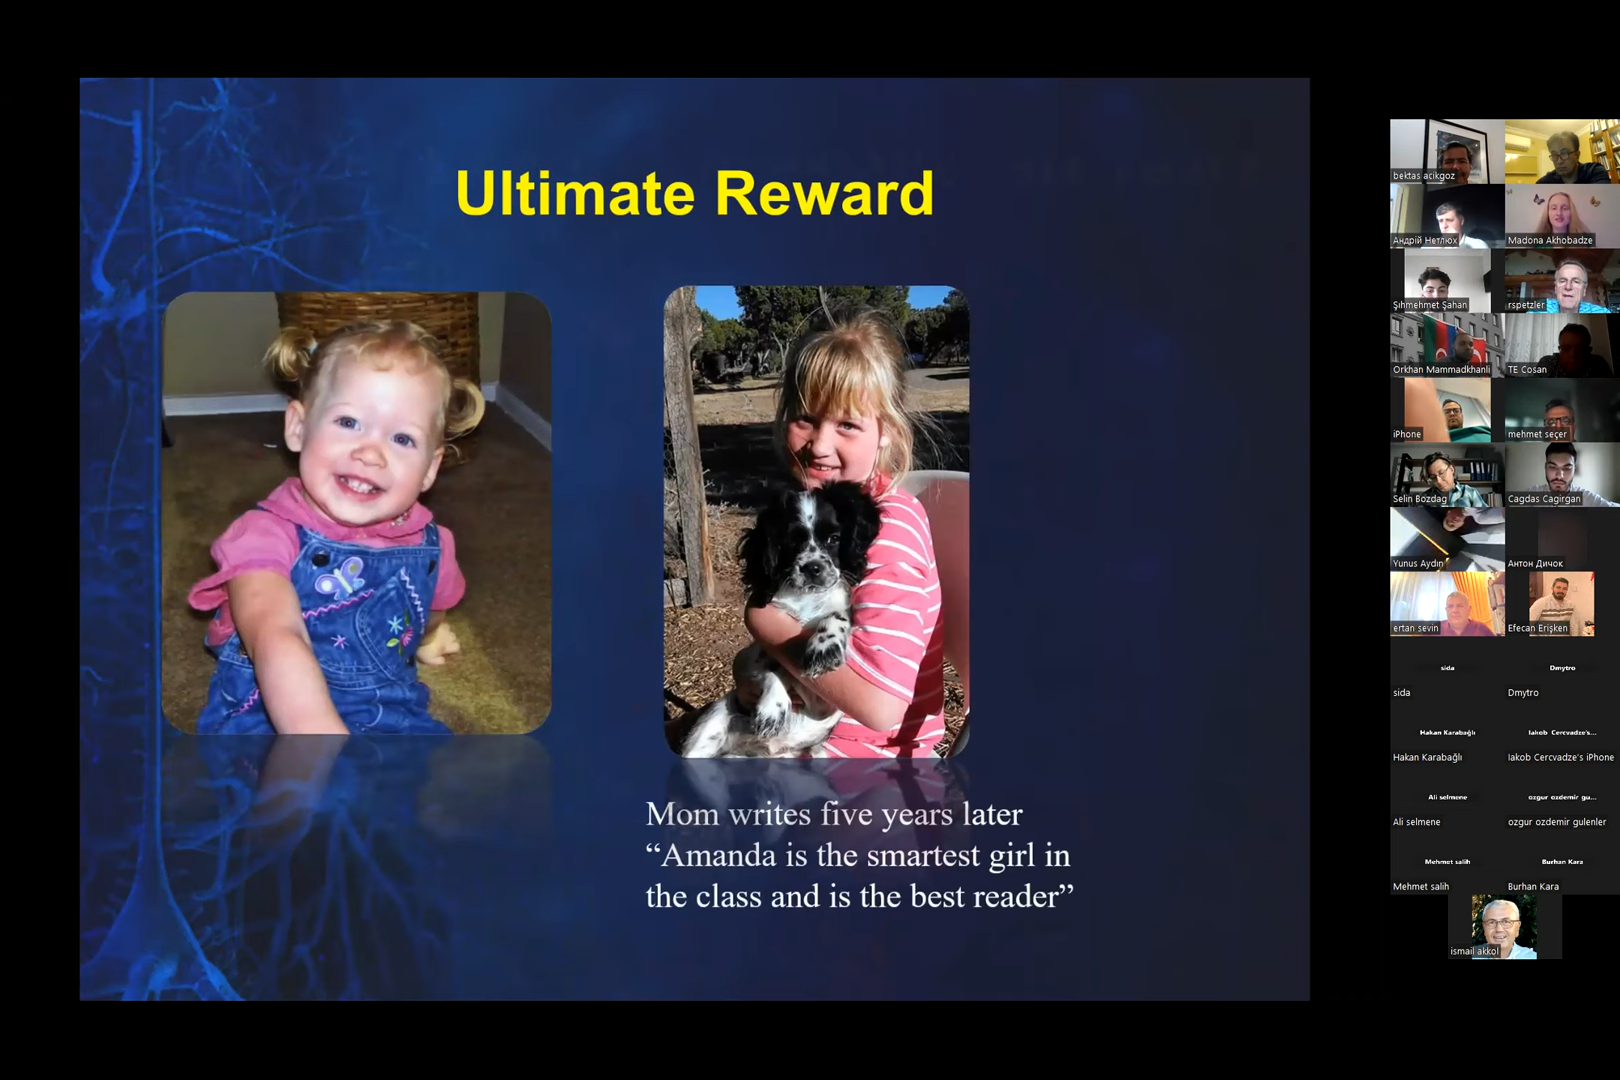 Ultimate Reward
Mom writes five years later
“Amanda is the smartest girl in
the class and is the best reader”
bektas acikgoz
Андрій Нетлюх
Madona Akhobadze
Şıhmehmet Şahan
rspetzler
Orkhan Mammadkhanli
TE Cosan
iPhone
mehmet seçer
Selin Bozdag
Cagdas Cagirgan
Yunus Aydın
Антон Дичок
ertan sevin
Efecan Erişken
sida
Dmytro
sida
Dmytro
Hakan Karabağlı
Iakob Cercvadze's...
Hakan Karabağlı
Iakob Cercvadze's iPhone
Ali selmene
ozgur ozdemir gu...
Ali selmene
ozgur ozdemir gulenler
Mehmet salih
Burhan Kara
Mehmet salih
Burhan Kara
ismail akkol